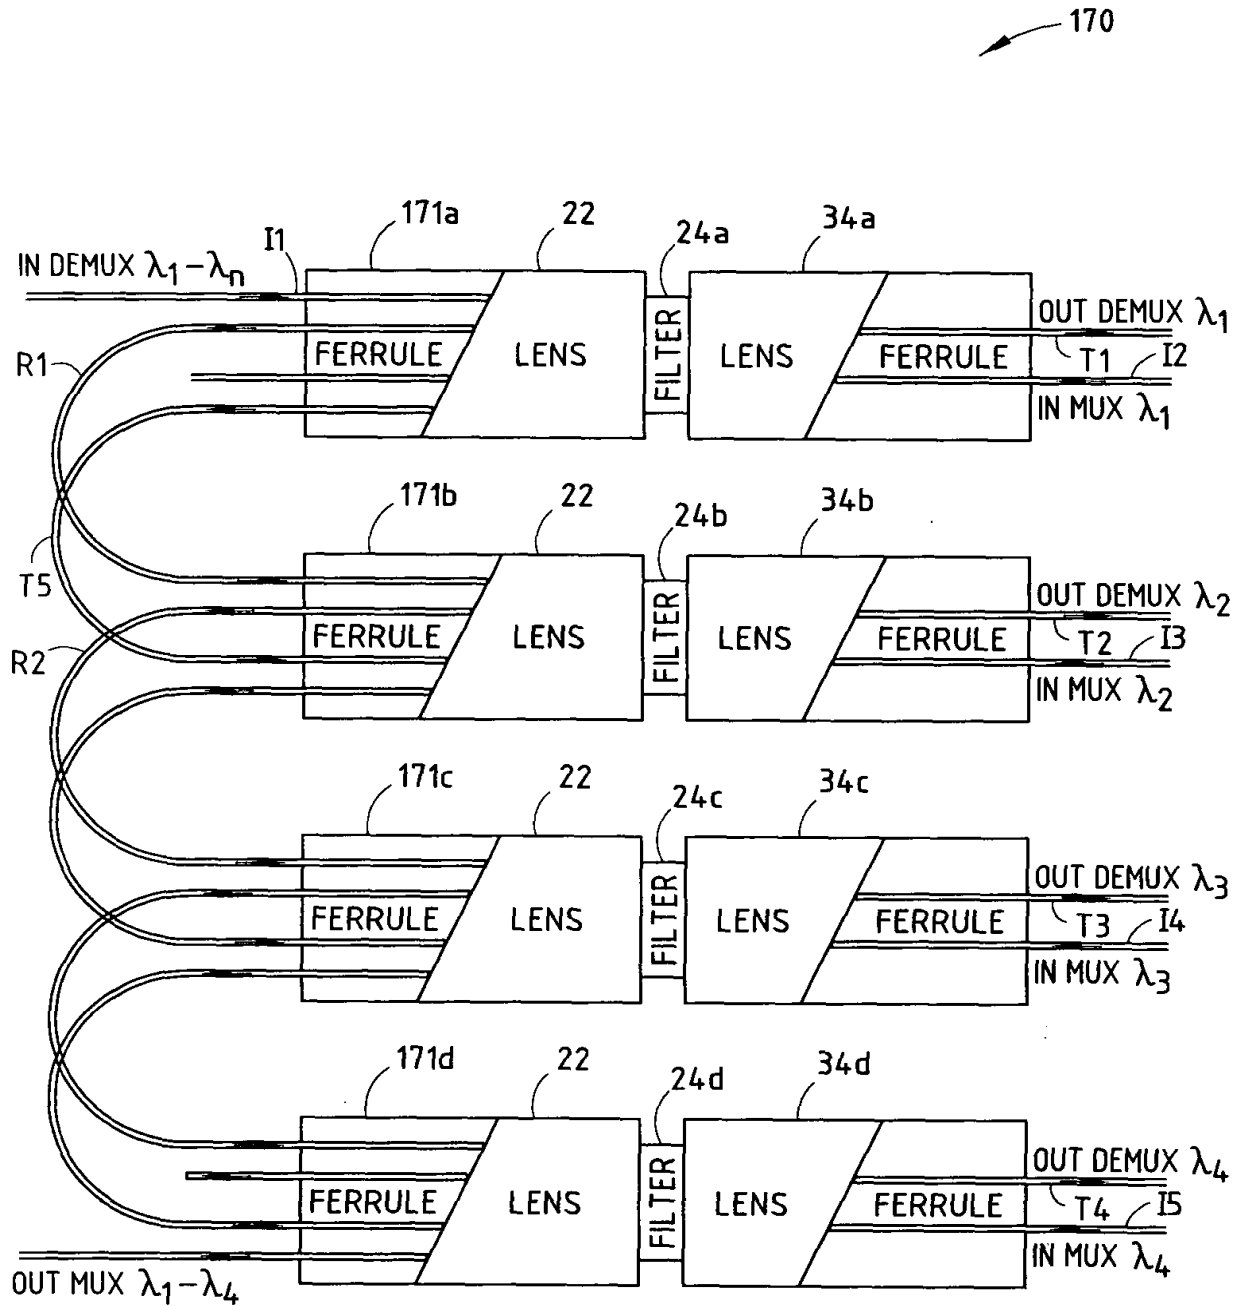 170
171a
22
24a
34a
I1
IN DEMUX λ1–λn
R1
FERRULE
LENS
FILTER
LENS
FERRULE
OUT DEMUX λ1
T1
I2
IN MUX λ1
171b
22
24b
34b
T5
R2
FERRULE
LENS
FILTER
LENS
FERRULE
OUT DEMUX λ2
T2
I3
IN MUX λ2
171c
22
24c
34c
FERRULE
LENS
FILTER
LENS
FERRULE
OUT DEMUX λ3
T3
I4
IN MUX λ3
171d
22
24d
34d
FERRULE
LENS
FILTER
LENS
FERRULE
OUT DEMUX λ4
T4
I5
IN MUX λ4
OUT MUX λ1–λ4